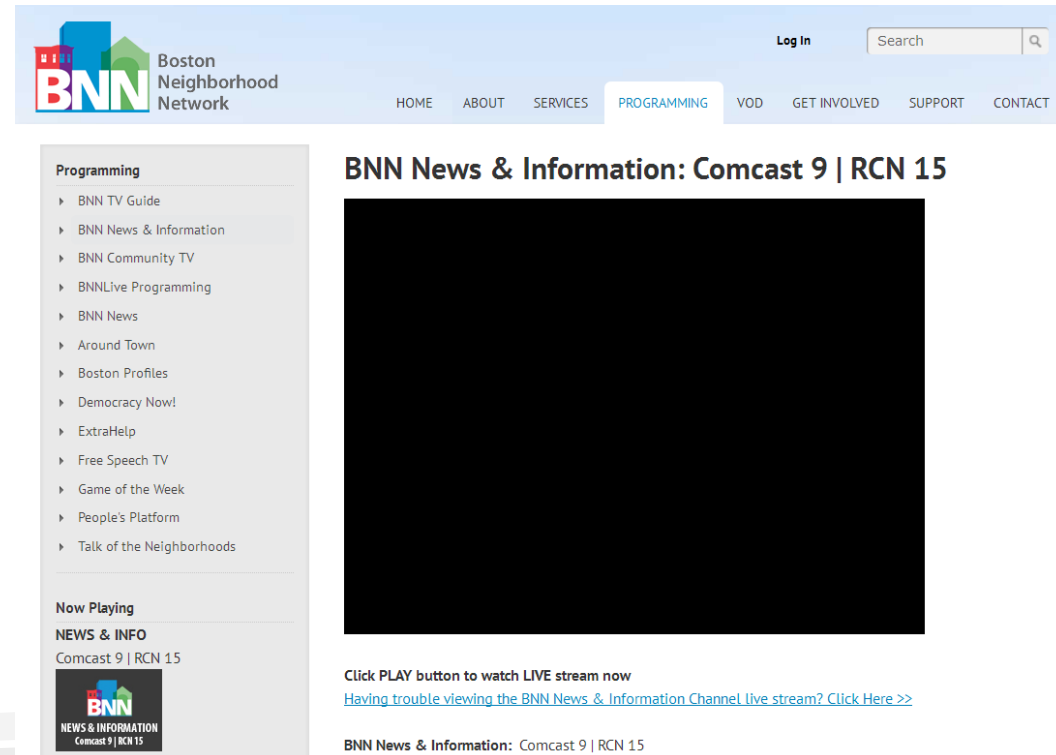 BNN
Boston
Neighborhood
Network
Log In
Search
HOME ABOUT SERVICES PROGRAMMING VOD GET INVOLVED SUPPORT CONTACT
Programming
BNN TV Guide
BNN News & Information
BNN Community TV
BNNLive Programming
BNN News
Around Town
Boston Profiles
Democracy Now!
ExtraHelp
Free Speech TV
Game of the Week
People's Platform
Talk of the Neighborhoods
Now Playing
NEWS & INFO
Comcast 9 | RCN 15
BNN
NEWS & INFORMATION
Comcast 9 | RCN 15
BNN News & Information: Comcast 9 | RCN 15
Click PLAY button to watch LIVE stream now
Having trouble viewing the BNN News & Information Channel live stream? Click Here >>
BNN News & Information: Comcast 9 | RCN 15